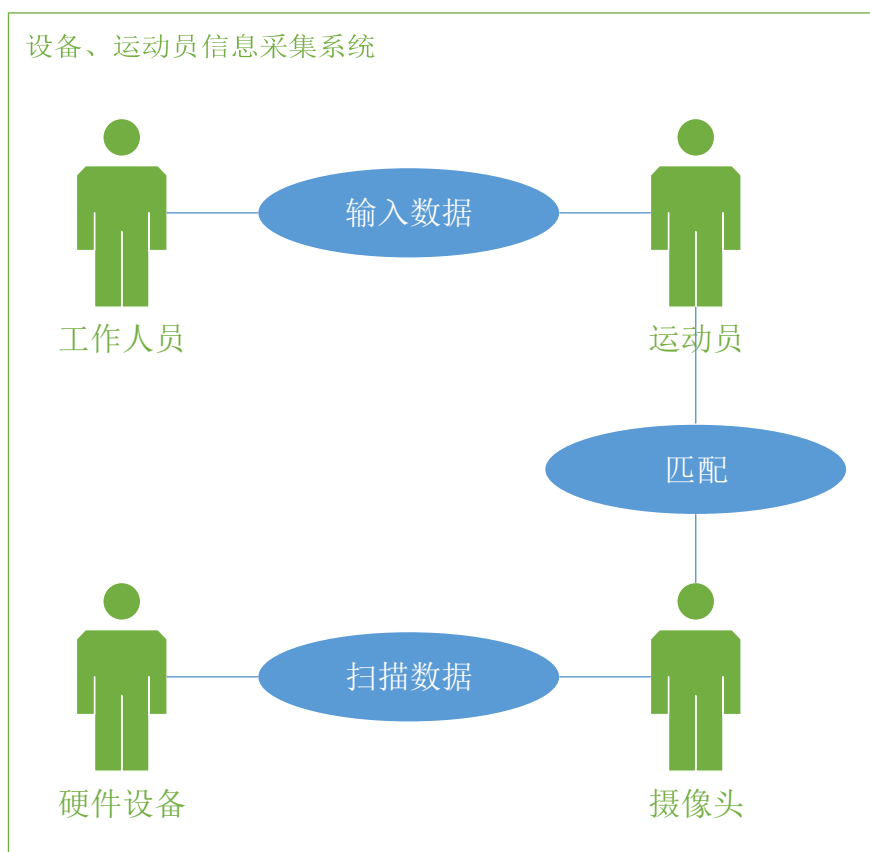 设备、运动员信息采集系统
输入数据
工作人员
运动员
匹配
扫描数据
硬件设备
摄像头